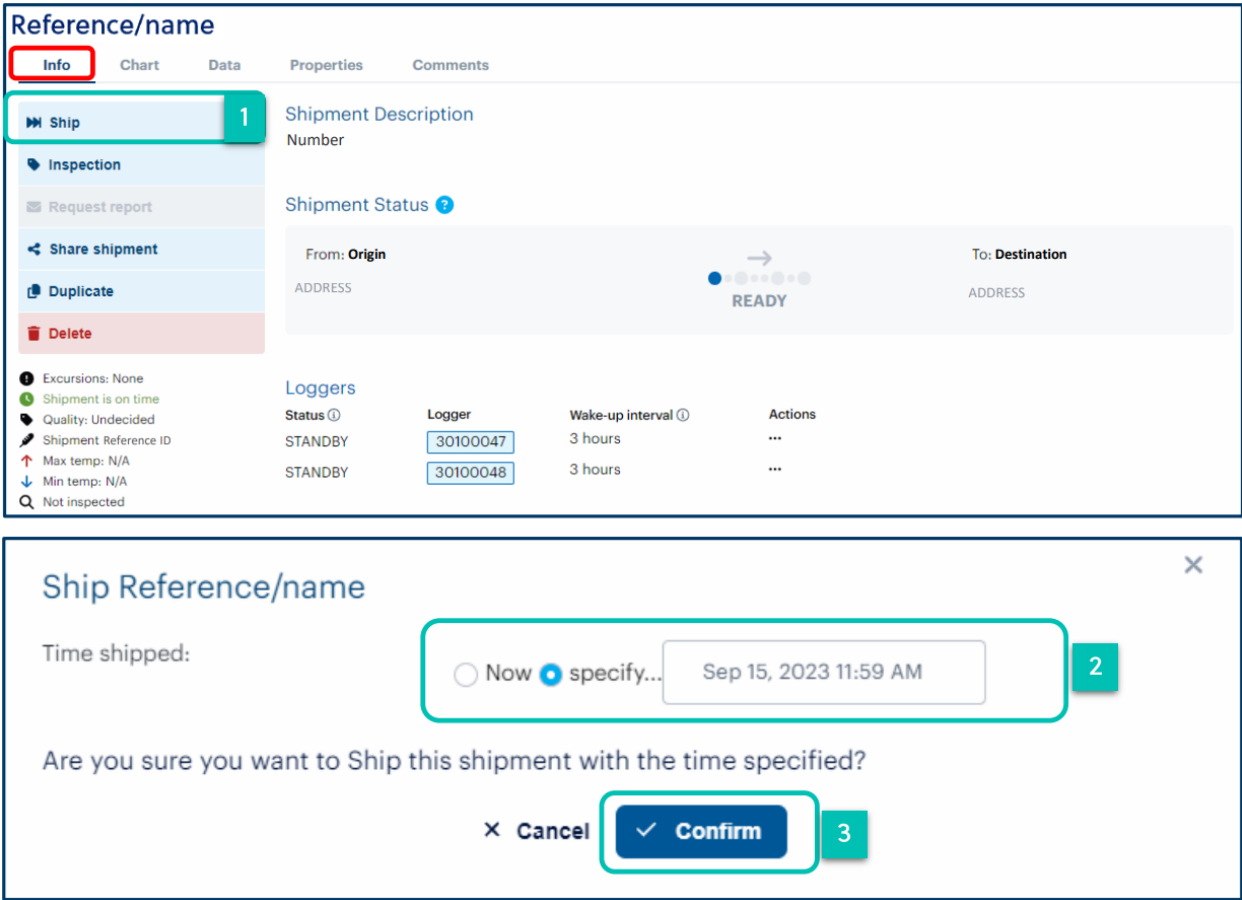 Reference/name
Info Chart Data Properties Comments
Ship 1
Inspection
Request report
Share shipment
Duplicate
Delete
Excursions: None
Shipment is on time
Quality: Undecided
Shipment Reference ID
Max temp: N/A
Min temp: N/A
Not inspected
Shipment Description
Number
Shipment Status ?
From: Origin
ADDRESS
READY
To: Destination
ADDRESS
Loggers
Status Logger Wake-up interval Actions
STANDBY 30100047 3 hours ...
STANDBY 30100048 3 hours ...
Ship Reference/name
Time shipped: Now specify... Sep 15, 2023 11:59 AM 2
Are you sure you want to Ship this shipment with the time specified?
Cancel Confirm 3